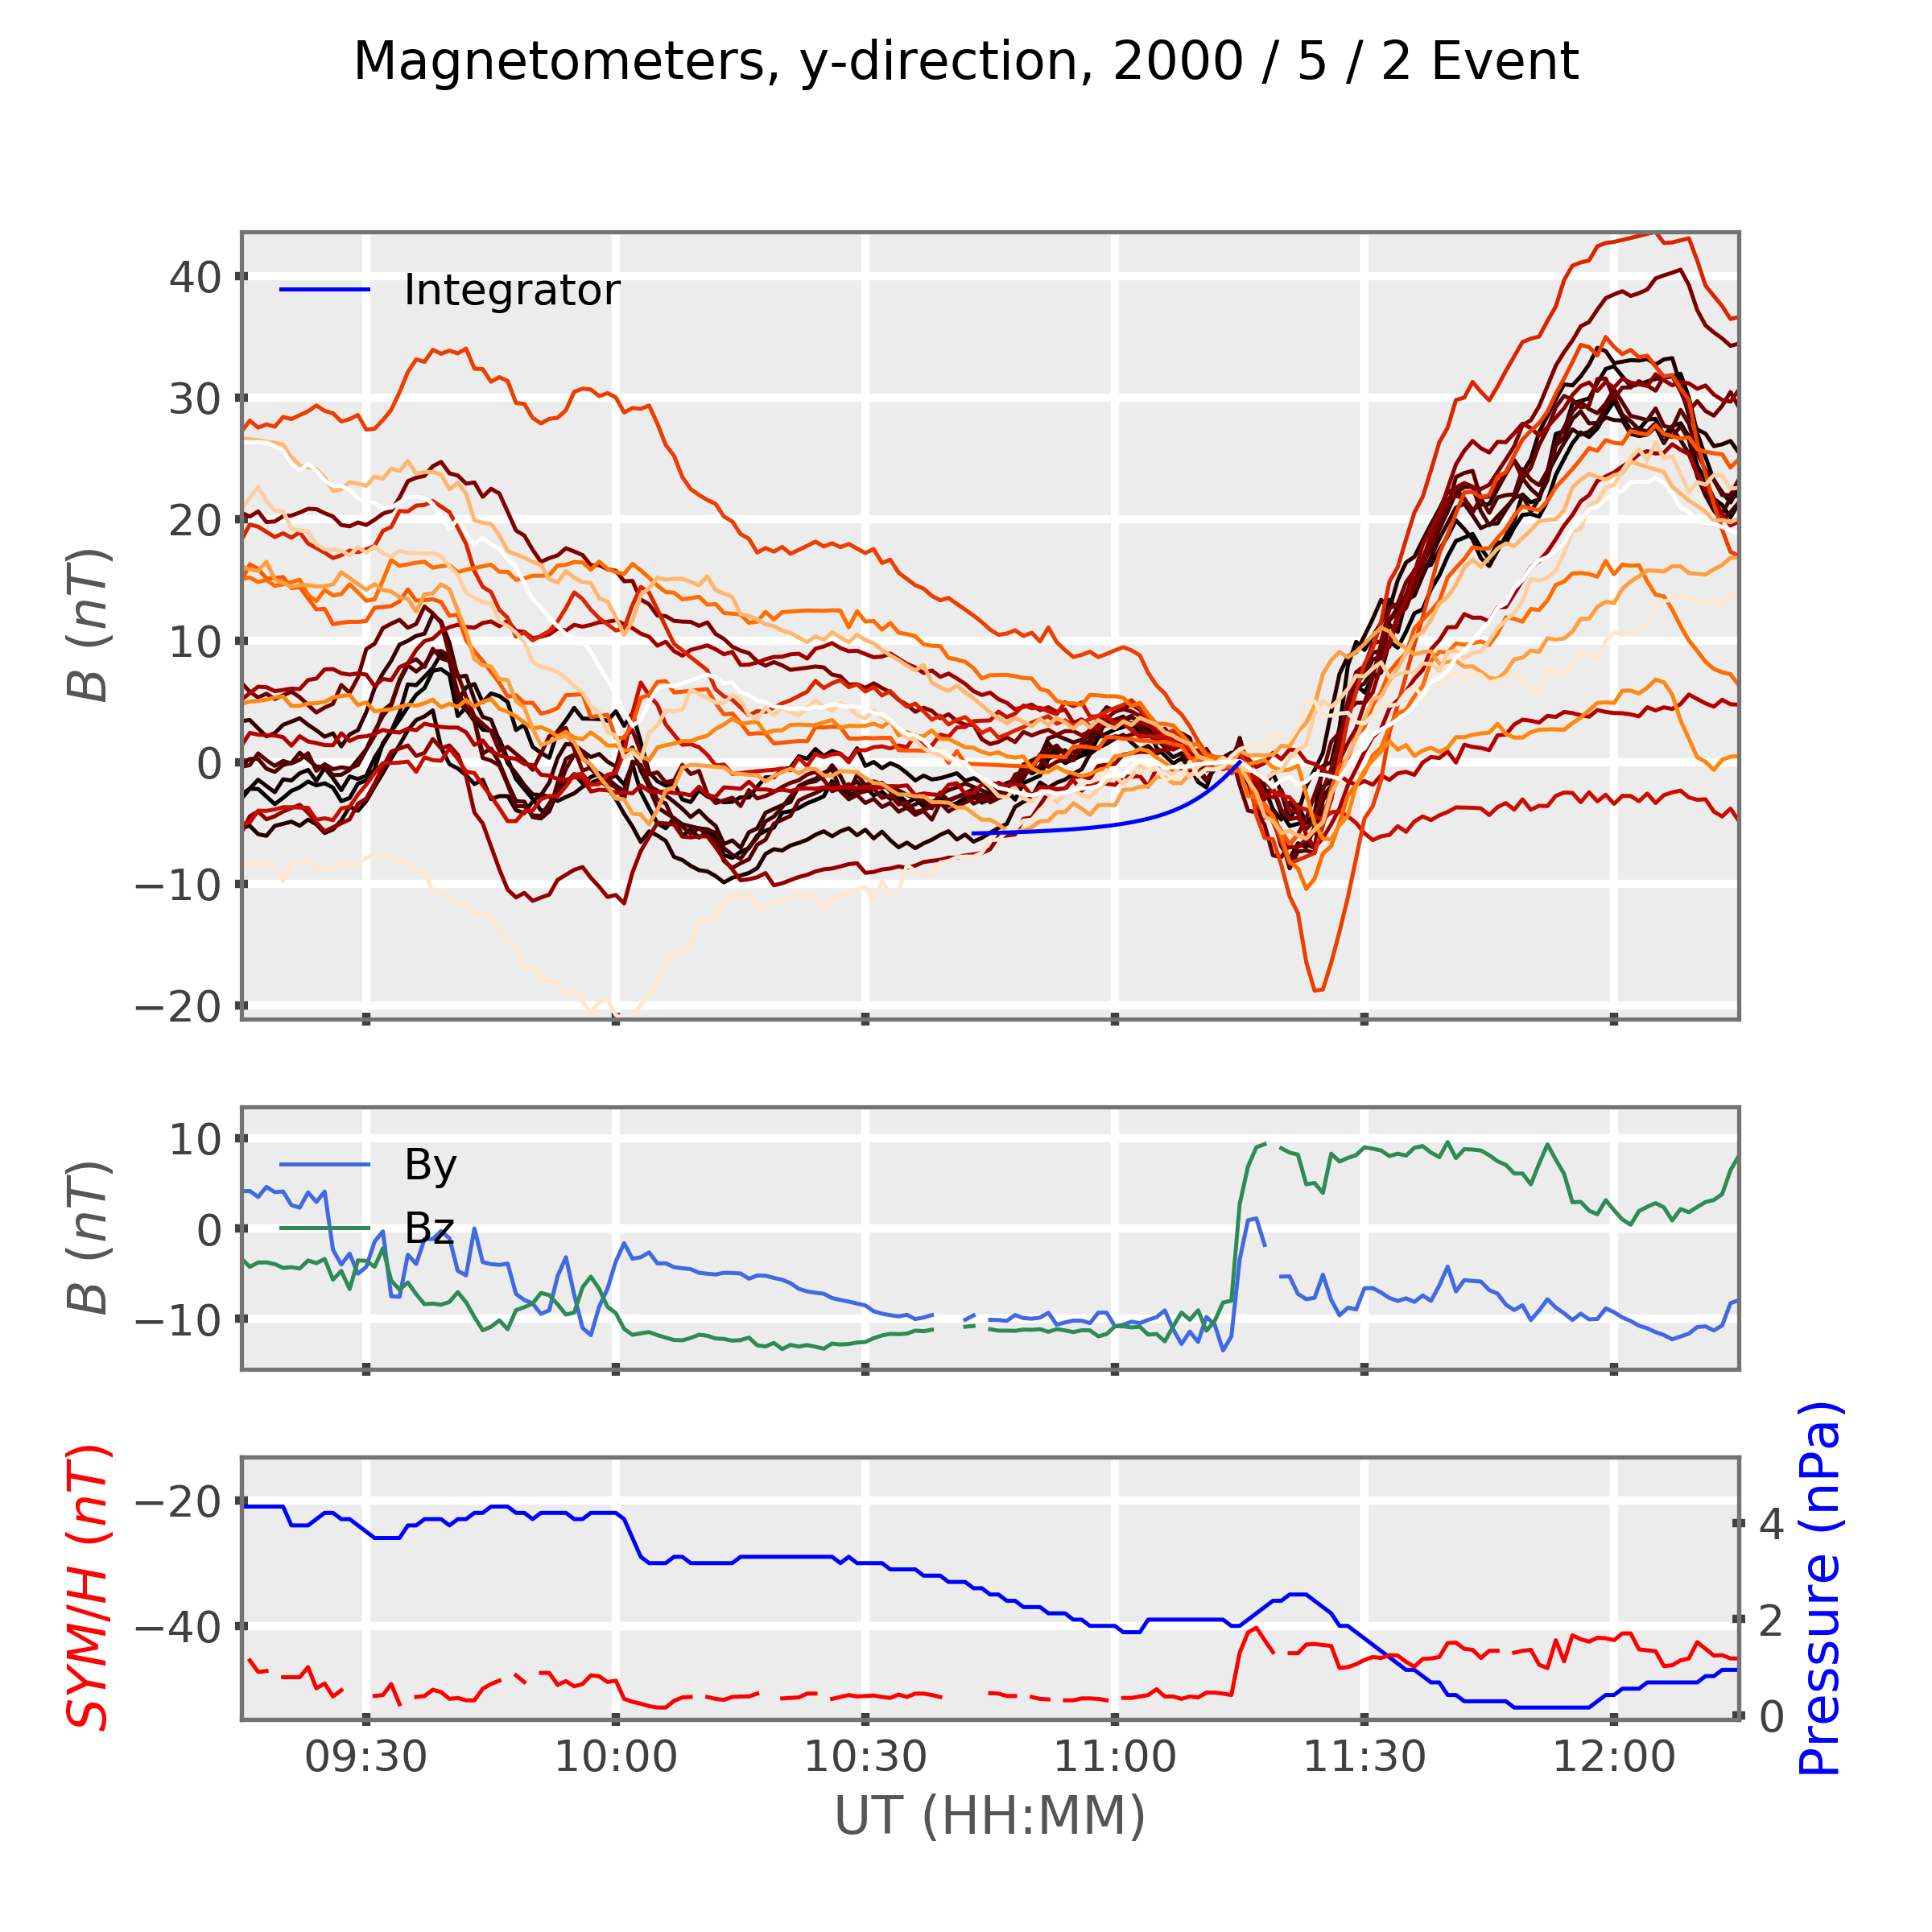 Magnetometers, y-direction, 2000 / 5 / 2 Event
40
30
20
10
0
−10
−20
B (nT)
Integrator
10
0
−10
B (nT)
By
Bz
−20
−40
SYM/H (nT)
4
2
0
Pressure (nPa)
09:30 10:00 10:30 11:00 11:30 12:00
UT (HH:MM)